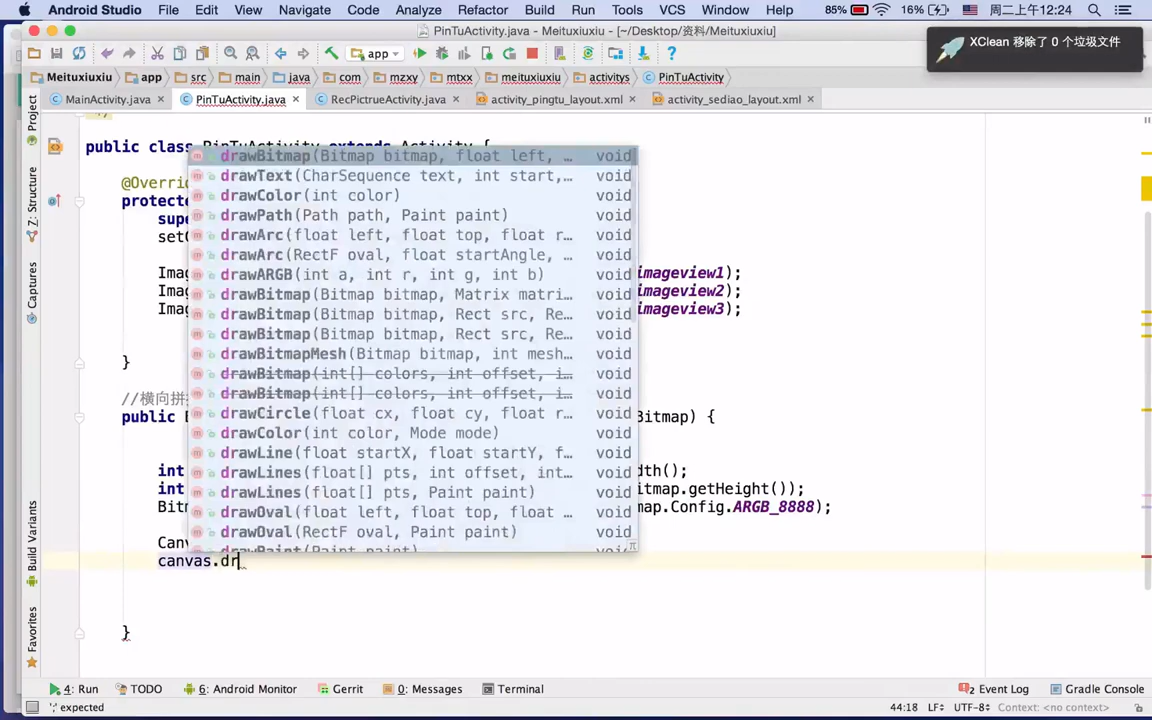 Android Studio File Edit View Navigate Code Analyze Refactor Build Run Tools VCS Window Help 85% 16% 周二上午12:24
PinTuActivity.java - Meituxiuxiu - [~/Desktop/资料/Meituxiuxiu]
XClean 移除了 0 个垃圾文件
app
Meituxiuxiu app src main java com mzxy mtxx meituxiuxiu activitys PinTuActivity
MainActivity.java PinTuActivity.java RecPictrueActivity.java activity_pingtu_layout.xml activity_sediao_layout.xml
Project
Z: Structure
Captures
Build Variants
Favorites
*/
public class PinTuActivity extends Activity {
@Overri
protecte
supe
setC
Imag imageview1);
Imag imageview2);
Imag imageview3);
}
//横向拼
public B Bitmap) {
int dth();
int bitmap.getHeight());
Bitm map.Config.ARGB_8888);
Canv
canvas.dr
}
drawBitmap(Bitmap bitmap, float left, … void
drawText(CharSequence text, int start,… void
drawColor(int color) void
drawPath(Path path, Paint paint) void
drawArc(float left, float top, float r… void
drawArc(RectF oval, float startAngle, … void
drawARGB(int a, int r, int g, int b) void
drawBitmap(Bitmap bitmap, Matrix matri… void
drawBitmap(Bitmap bitmap, Rect src, Re… void
drawBitmap(Bitmap bitmap, Rect src, Re… void
drawBitmapMesh(Bitmap bitmap, int mesh… void
drawBitmap(int[] colors, int offset, i… void
drawBitmap(int[] colors, int offset, i… void
drawCircle(float cx, float cy, float r… void
drawColor(int color, Mode mode) void
drawLine(float startX, float startY, f… void
drawLines(float[] pts, int offset, int… void
drawLines(float[] pts, Paint paint) void
drawOval(float left, float top, float … void
drawOval(RectF oval, Paint paint) void
drawPaint(Paint paint) void
4: Run TODO 6: Android Monitor Gerrit 0: Messages Terminal 2 Event Log Gradle Console
';' expected 44:18 LF÷ UTF-8÷ Context: <no context>